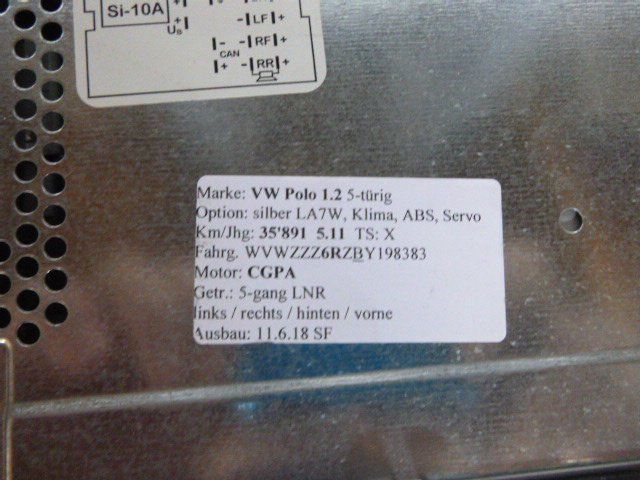 Si-10A
+
Us
-|LF|+
|- -|RF|+
CAN
|+ -|RR|+
Marke: VW Polo 1.2 5-türig
Option: silber LA7W, Klima, ABS, Servo
Km/Jhg: 35'891 5.11 TS: X
Fahrg. WVWZZZ6RZBY198383
Motor: CGPA
Getr.: 5-gang LNR
links / rechts / hinten / vorne
Ausbau: 11.6.18 SF